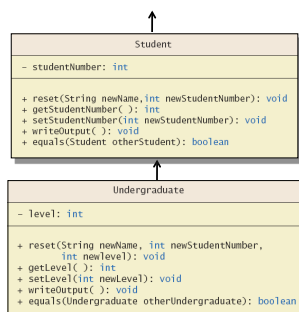 Student
- studentNumber: int
+ reset(String newName,int newStudentNumber): void
+ getStudentNumber( ): int
+ setStudentNumber(int newStudentNumber): void
+ writeOutput( ): void
+ equals(Student otherStudent): boolean
Undergraduate
- level: int
+ reset(String newName, int newStudentNumber,
int newlevel): void
+ getLevel( ): int
+ setLevel(int newLevel): void
+ writeOutput( ): void
+ equals(Undergraduate otherUndergraduate): boolean